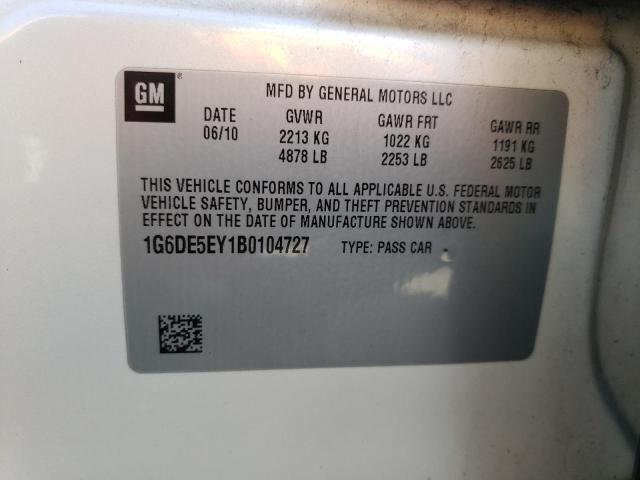 GM
®
MFD BY GENERAL MOTORS LLC
DATE GVWR GAWR FRT GAWR RR
06/10 2213 KG 1022 KG 1191 KG
4878 LB 2253 LB 2625 LB
THIS VEHICLE CONFORMS TO ALL APPLICABLE U.S. FEDERAL MOTOR
VEHICLE SAFETY, BUMPER, AND THEFT PREVENTION STANDARDS IN
EFFECT ON THE DATE OF MANUFACTURE SHOWN ABOVE.
1G6DE5EY1B0104727 TYPE: PASS CAR